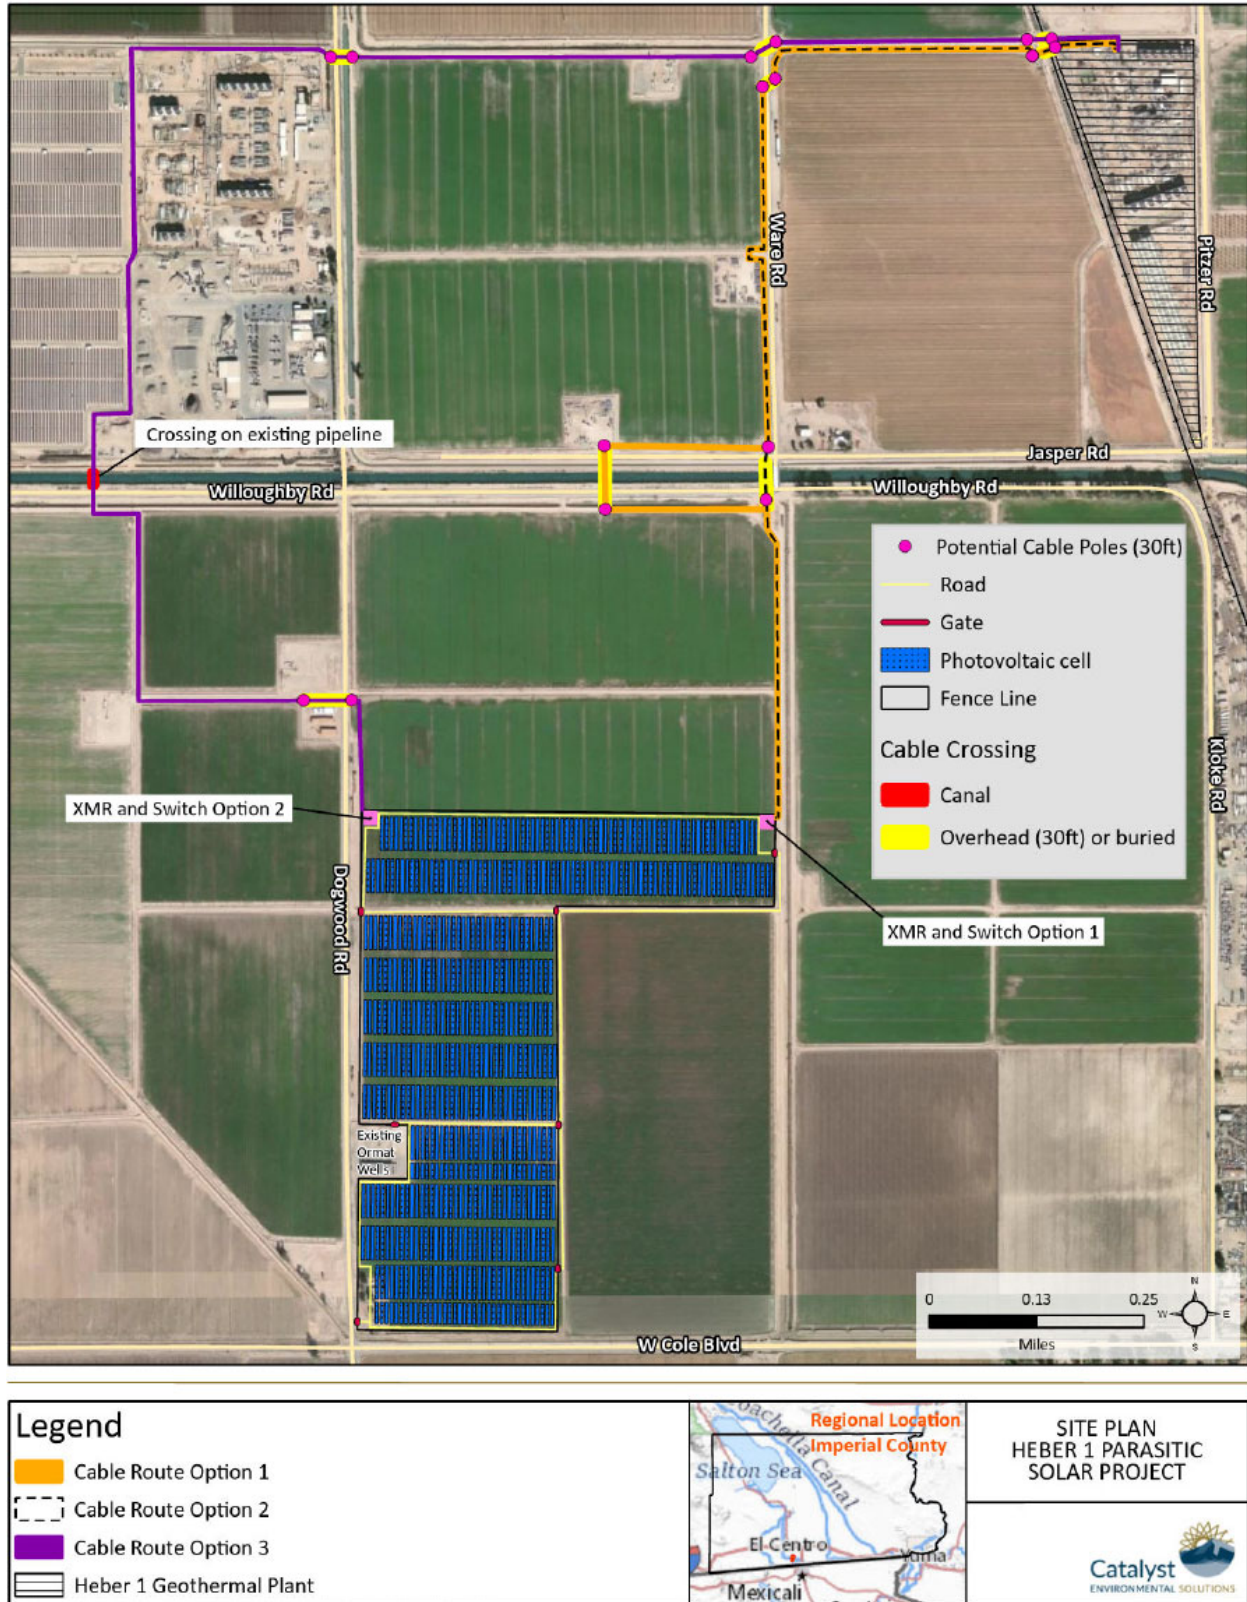 Ware Rd
Pitzer Rd
Crossing on existing pipeline
Jasper Rd
Willoughby Rd
Willoughby Rd
Potential Cable Poles (30ft)
Road
Gate
Photovoltaic cell
Fence Line
Cable Crossing
Canal
Overhead (30ft) or buried
Kloke Rd
XMR and Switch Option 2
Dogwood Rd
XMR and Switch Option 1
Existing
Ormat
Wells
N
W
E
S
0 0.13 0.25
Miles
W Cole Blvd
Legend
Cable Route Option 1
Cable Route Option 2
Cable Route Option 3
Heber 1 Geothermal Plant
Regional Location
Imperial County
Coachella Canal
Salton Sea
El Centro
Yuma
Mexicali
8
SITE PLAN
HEBER 1 PARASITIC
SOLAR PROJECT
Catalyst
ENVIRONMENTAL SOLUTIONS